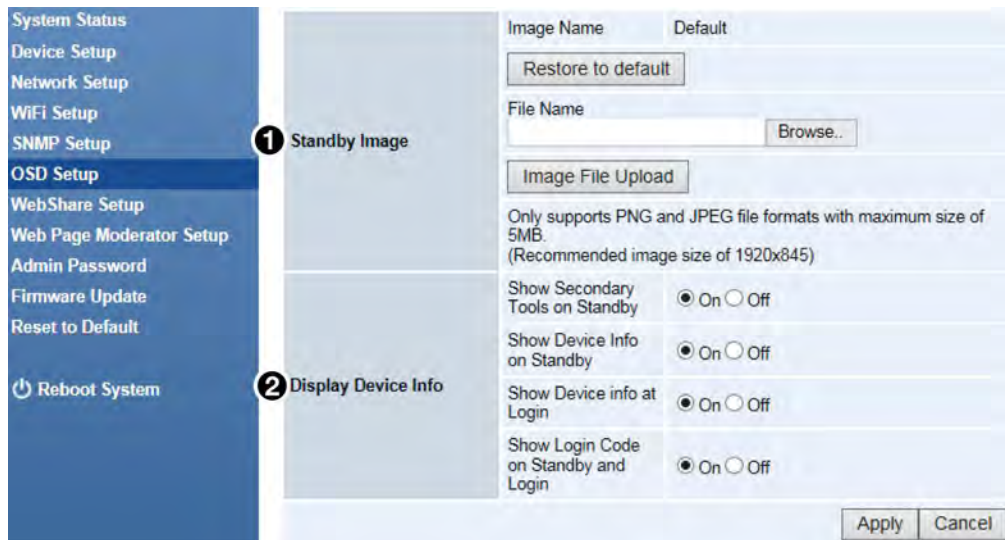 System Status
Device Setup
Network Setup
WiFi Setup
SNMP Setup
OSD Setup
WebShare Setup
Web Page Moderator Setup
Admin Password
Firmware Update
Reset to Default
Reboot System
1 Standby Image
Image Name Default
Restore to default
File Name
Browse..
Image File Upload
Only supports PNG and JPEG file formats with maximum size of
5MB.
(Recommended image size of 1920x845)
2 Display Device Info
Show Secondary
Tools on Standby
On Off
Show Device Info
on Standby
On Off
Show Device info at
Login
On Off
Show Login Code
on Standby and
Login
On Off
Apply Cancel